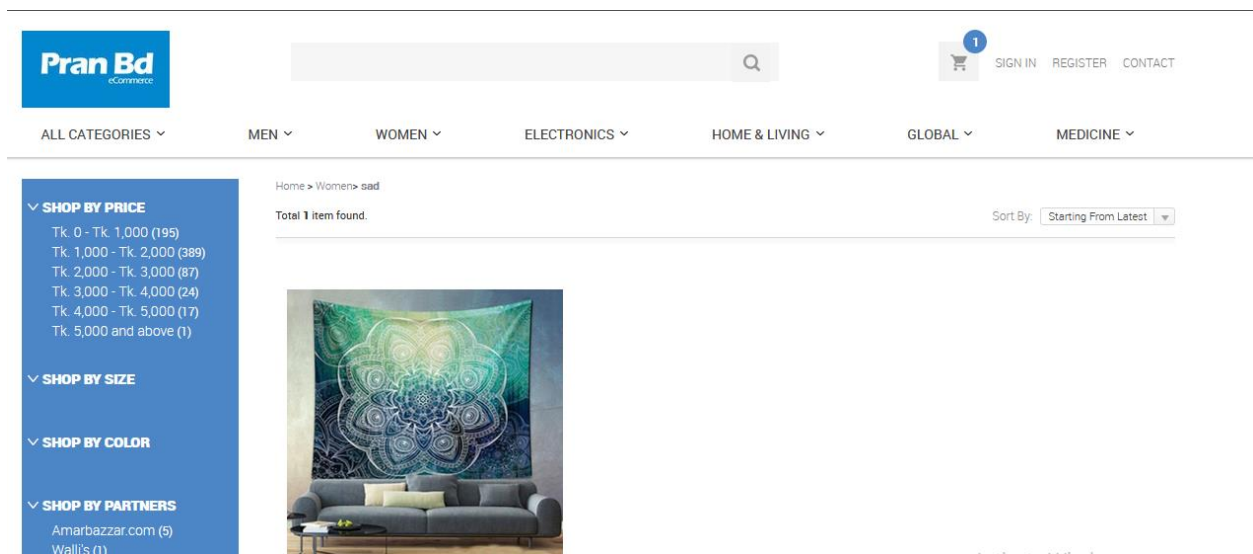 Pran Bd
eCommerce
1
SIGN IN REGISTER CONTACT
ALL CATEGORIES MEN WOMEN ELECTRONICS HOME & LIVING GLOBAL MEDICINE
Home > Women> sad
Total 1 item found.
Sort By: Starting From Latest
SHOP BY PRICE
Tk. 0 - Tk. 1,000 (195)
Tk. 1,000 - Tk. 2,000 (389)
Tk. 2,000 - Tk. 3,000 (87)
Tk. 3,000 - Tk. 4,000 (24)
Tk. 4,000 - Tk. 5,000 (17)
Tk. 5,000 and above (1)
SHOP BY SIZE
SHOP BY COLOR
SHOP BY PARTNERS
Amarbazzar.com (5)
Walli's (1)